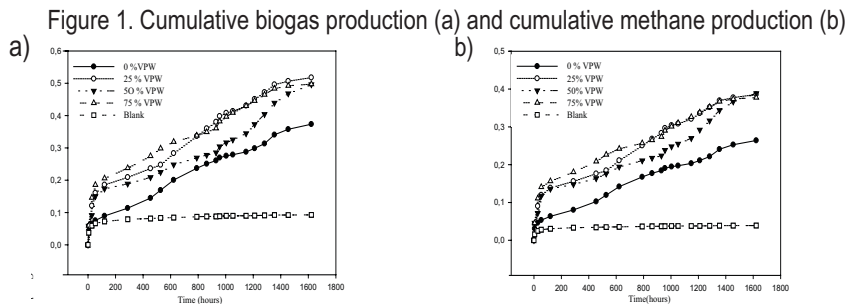 Figure 1. Cumulative biogas production (a) and cumulative methane production (b)
a)
0,6
0,5
0,4
0,3
0,2
0,1
0,0
0 %VPW
25 % VPW
5O % VPW
75 % VPW
Blank
0 200 400 600 800 1000 1200 1400 1600 1800
Time (hours)
b)
0,5
0,4
0,3
0,2
0,1
0,0
0 % VPW
25% VPW
50% VPW
75% VPW
Blank
0 200 400 600 800 1000 1200 1400 1600 1800
Time (hours)